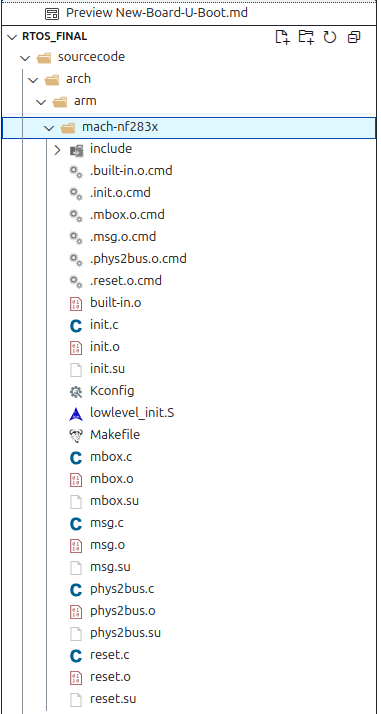 Preview New-Board-U-Boot.md
RTOS_FINAL
sourcecode
arch
arm
mach-nf283x
include
.built-in.o.cmd
.init.o.cmd
.mbox.o.cmd
.msg.o.cmd
.phys2bus.o.cmd
.reset.o.cmd
built-in.o
init.c
init.o
init.su
Kconfig
lowlevel_init.S
Makefile
mbox.c
mbox.o
mbox.su
msg.c
msg.o
msg.su
phys2bus.c
phys2bus.o
phys2bus.su
reset.c
reset.o
reset.su